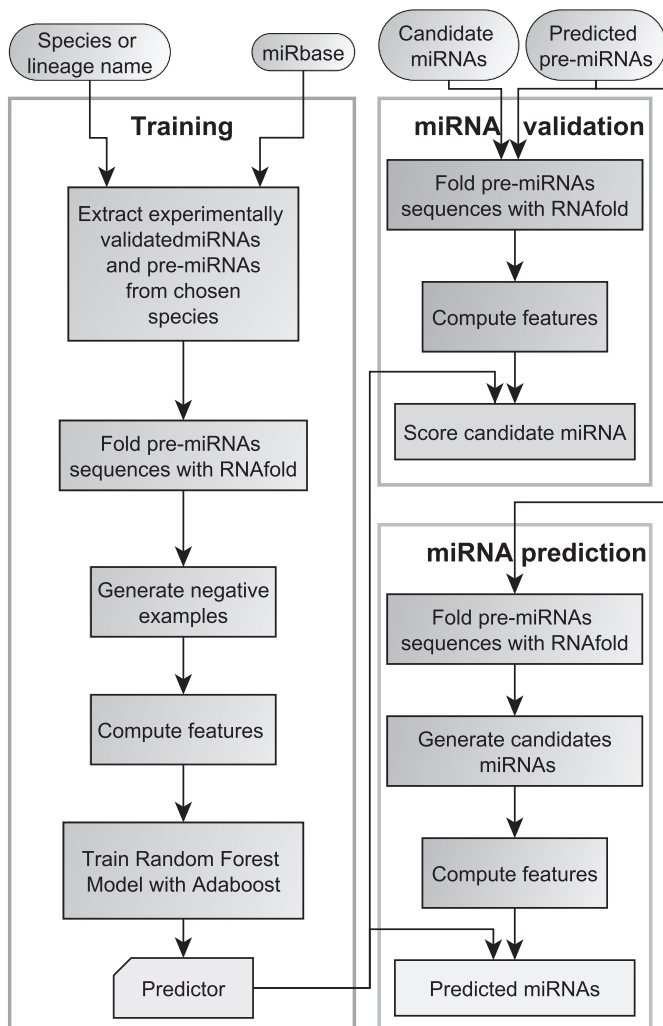 Species or
lineage name
miRbase
Candidate
miRNAs
Predicted
pre-miRNAs
Training
Extract experimentally
validatedmiRNAs
and pre-miRNAs
from chosen
species
Fold pre-miRNAs
sequences with RNAfold
Generate negative
examples
Compute features
Train Random Forest
Model with Adaboost
Predictor
miRNA validation
Fold pre-miRNAs
sequences with RNAfold
Compute features
Score candidate miRNA
miRNA prediction
Fold pre-miRNAs
sequences with RNAfold
Generate candidates
miRNAs
Compute features
Predicted miRNAs